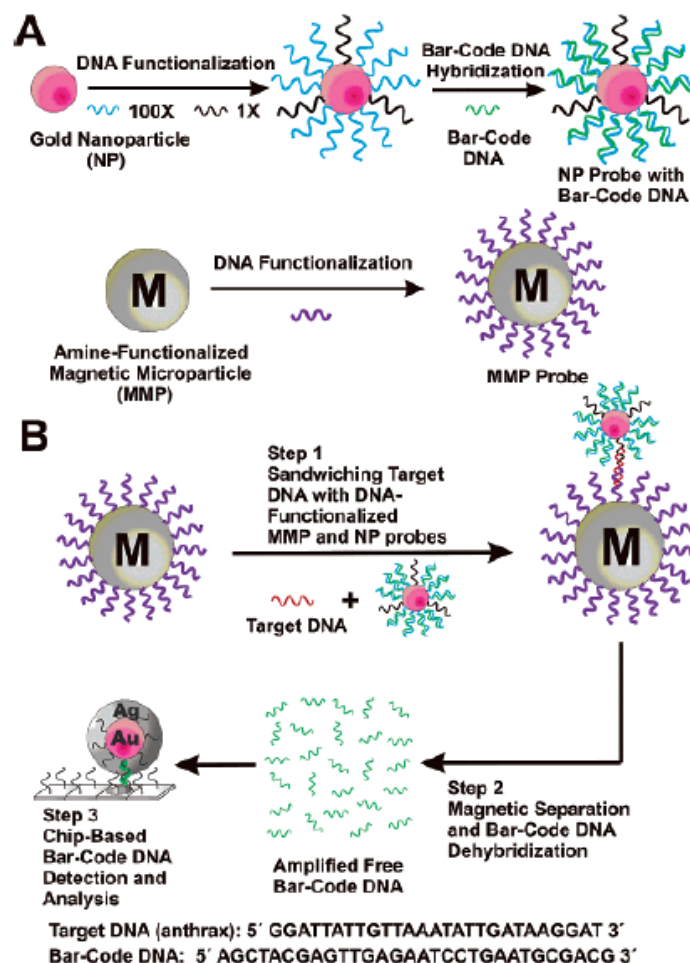 A
DNA Functionalization
100X 1X
Gold Nanoparticle
(NP)
Bar-Code DNA
Hybridization
Bar-Code
DNA
NP Probe with
Bar-Code DNA
M
DNA Functionalization
M
Amine-Functionalized
Magnetic Microparticle
(MMP)
MMP Probe
B
M
Step 1
Sandwiching Target
DNA with DNA-
Functionalized
MMP and NP probes
+
Target DNA
M
Ag
Au
Step 3
Chip-Based
Bar-Code DNA
Detection and
Analysis
Amplified Free
Bar-Code DNA
Step 2
Magnetic Separation
and Bar-Code DNA
Dehybridization
Target DNA (anthrax): 5´ GGATTATTGTTAAATATTGATAAGGAT 3´
Bar-Code DNA: 5´ AGCTACGAGTTGAGAATCCTGAATGCGACG 3´